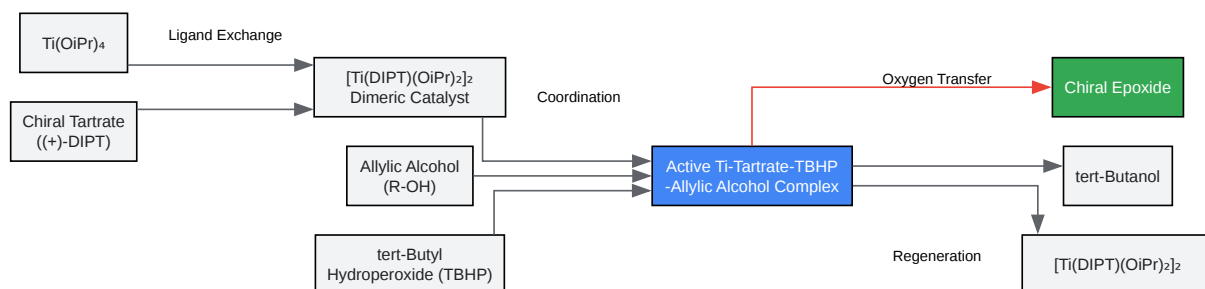 Ti(OiPr)₄
Ligand Exchange
Chiral Tartrate
((+)-DIPT)
[Ti(DIPT)(OiPr)₂]₂
Dimeric Catalyst
Coordination
Allylic Alcohol
(R-OH)
tert-Butyl
Hydroperoxide (TBHP)
Active Ti-Tartrate-TBHP
-Allylic Alcohol Complex
Oxygen Transfer
Chiral Epoxide
tert-Butanol
Regeneration
[Ti(DIPT)(OiPr)₂]₂